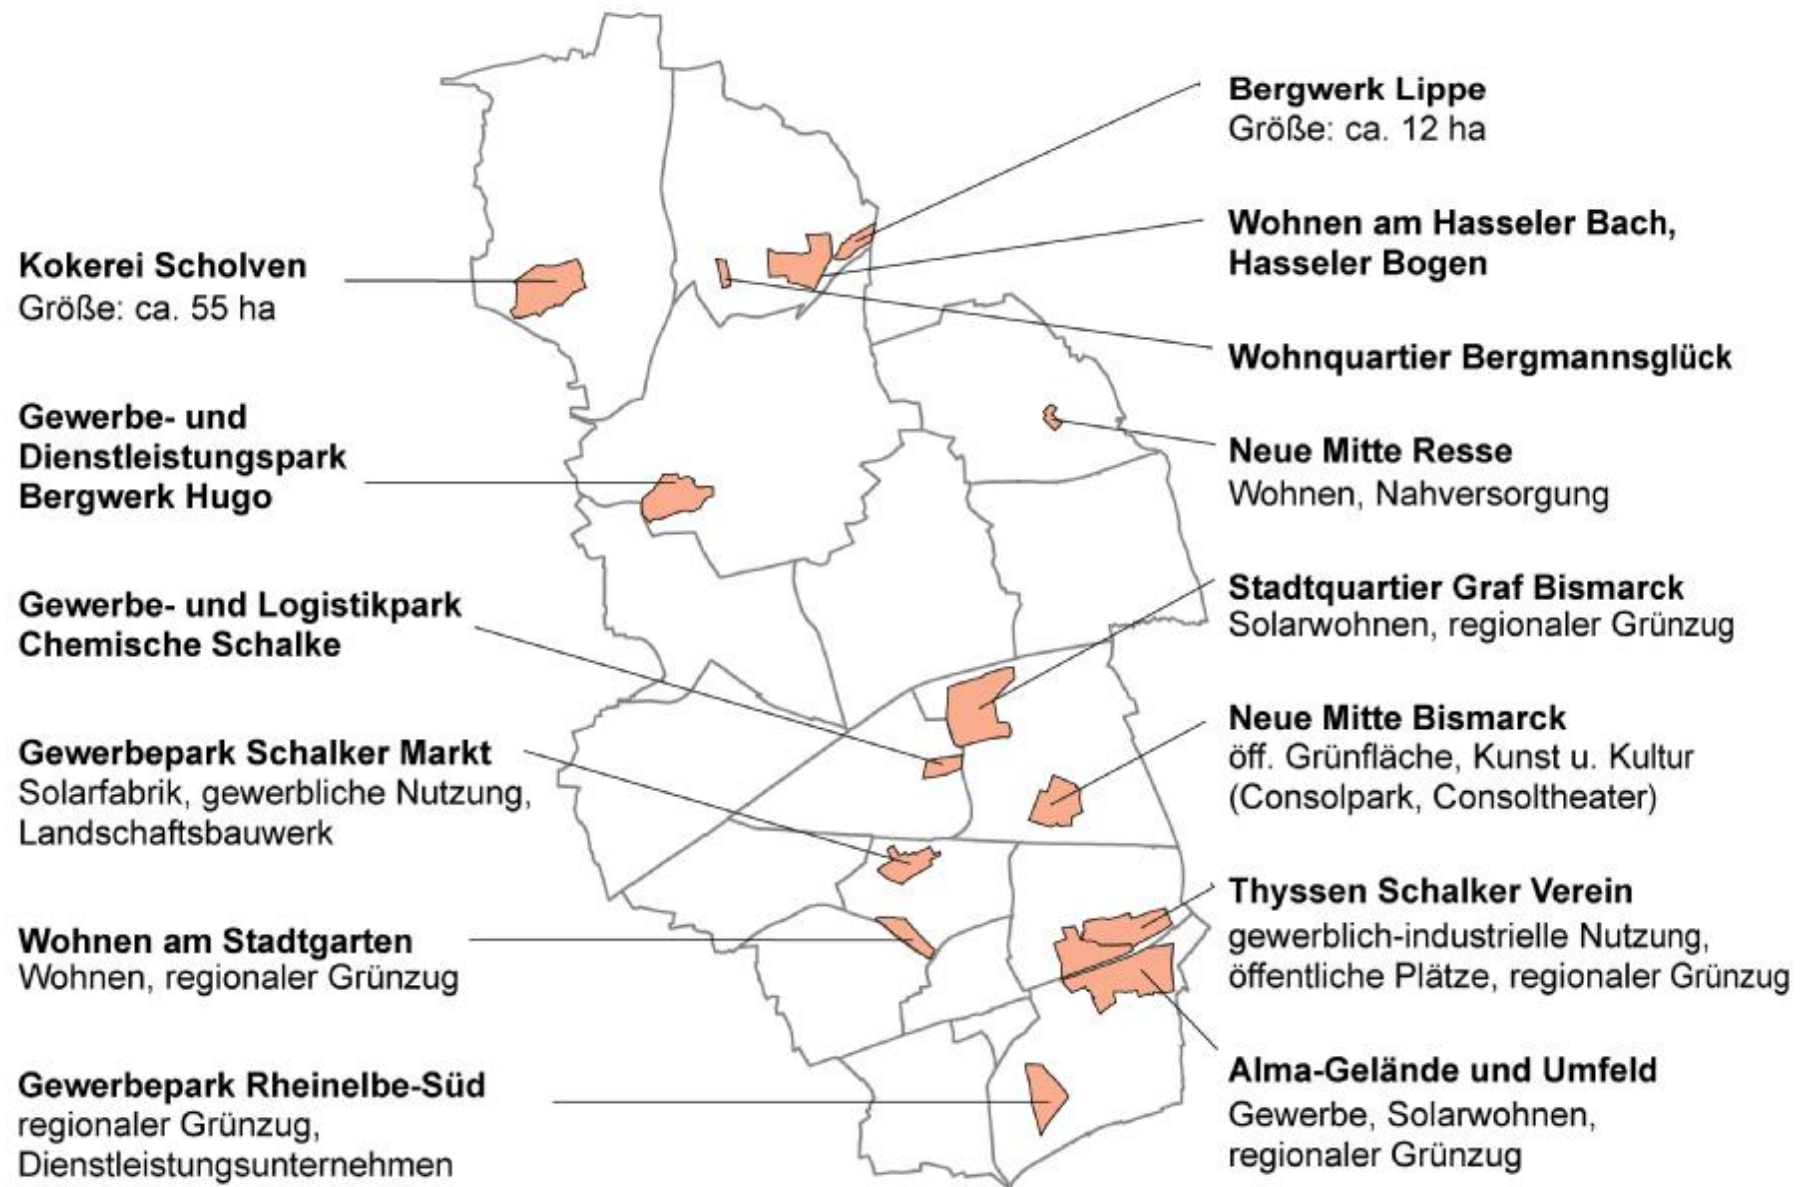 Kokerei Scholven
Größe: ca. 55 ha
Gewerbe- und
Dienstleistungspark
Bergwerk Hugo
Gewerbe- und Logistikpark
Chemische Schalke
Gewerbepark Schalker Markt
Solarfabrik, gewerbliche Nutzung,
Landschaftsbauwerk
Wohnen am Stadtgarten
Wohnen, regionaler Grünzug
Gewerbepark Rheinelbe-Süd
regionaler Grünzug,
Dienstleistungsunternehmen
Bergwerk Lippe
Größe: ca. 12 ha
Wohnen am Hasseler Bach,
Hasseler Bogen
Wohnquartier Bergmannsglück
Neue Mitte Resse
Wohnen, Nahversorgung
Stadtquartier Graf Bismarck
Solarwohnen, regionaler Grünzug
Neue Mitte Bismarck
öff. Grünfläche, Kunst u. Kultur
(Consolpark, Consoltheater)
Thyssen Schalker Verein
gewerblich-industrielle Nutzung,
öffentliche Plätze, regionaler Grünzug
Alma-Gelände und Umfeld
Gewerbe, Solarwohnen,
regionaler Grünzug